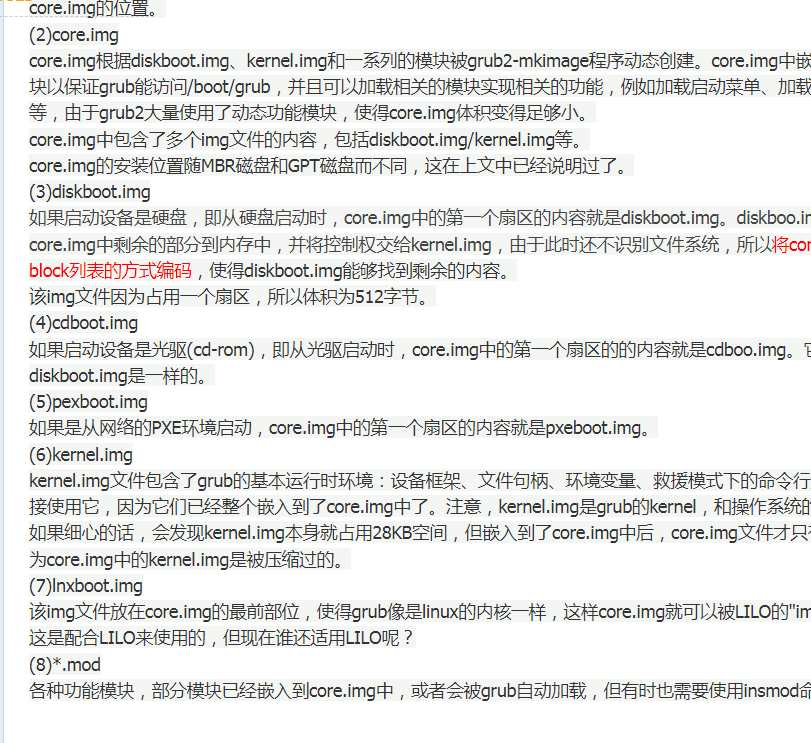 core.img的位置。
(2)core.img
core.img根据diskboot.img、kernel.img和一系列的模块被grub2-mkimage程序动态创建。core.img中嵌
块以保证grub能访问/boot/grub，并且可以加载相关的模块实现相关的功能，例如加载启动菜单、加载
等，由于grub2大量使用了动态功能模块，使得core.img体积变得足够小。
core.img中包含了多个img文件的内容，包括diskboot.img/kernel.img等。
core.img的安装位置随MBR磁盘和GPT磁盘而不同，这在上文中已经说明过了。
(3)diskboot.img
如果启动设备是硬盘，即从硬盘启动时，core.img中的第一个扇区的内容就是diskboot.img。diskboo.im
core.img中剩余的部分到内存中，并将控制权交给kernel.img，由于此时还不识别文件系统，所以将cor
block列表的方式编码，使得diskboot.img能够找到剩余的内容。
该img文件因为占用一个扇区，所以体积为512字节。
(4)cdboot.img
如果启动设备是光驱(cd-rom)，即从光驱启动时，core.img中的第一个扇区的的内容就是cdboo.img。它
diskboot.img是一样的。
(5)pexboot.img
如果是从网络的PXE环境启动，core.img中的第一个扇区的内容就是pxeboot.img。
(6)kernel.img
kernel.img文件包含了grub的基本运行时环境：设备框架、文件句柄、环境变量、救援模式下的命令行
接使用它，因为它们已经整个嵌入到了core.img中了。注意，kernel.img是grub的kernel，和操作系统的
如果细心的话，会发现kernel.img本身就占用28KB空间，但嵌入到了core.img中后，core.img文件才只有
为core.img中的kernel.img是被压缩过的。
(7)lnxboot.img
该img文件放在core.img的最前部位，使得grub像是linux的内核一样，这样core.img就可以被LILO的"im
这是配合LILO来使用的，但现在谁还适用LILO呢？
(8)*.mod
各种功能模块，部分模块已经嵌入到core.img中，或者会被grub自动加载，但有时也需要使用insmod命